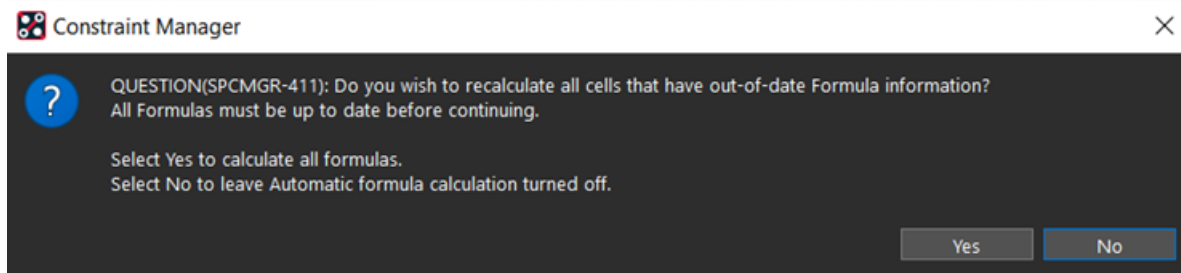 Constraint Manager
QUESTION(SPCMGR-411): Do you wish to recalculate all cells that have out-of-date Formula information?
All Formulas must be up to date before continuing.
Select Yes to calculate all formulas.
Select No to leave Automatic formula calculation turned off.
Yes No